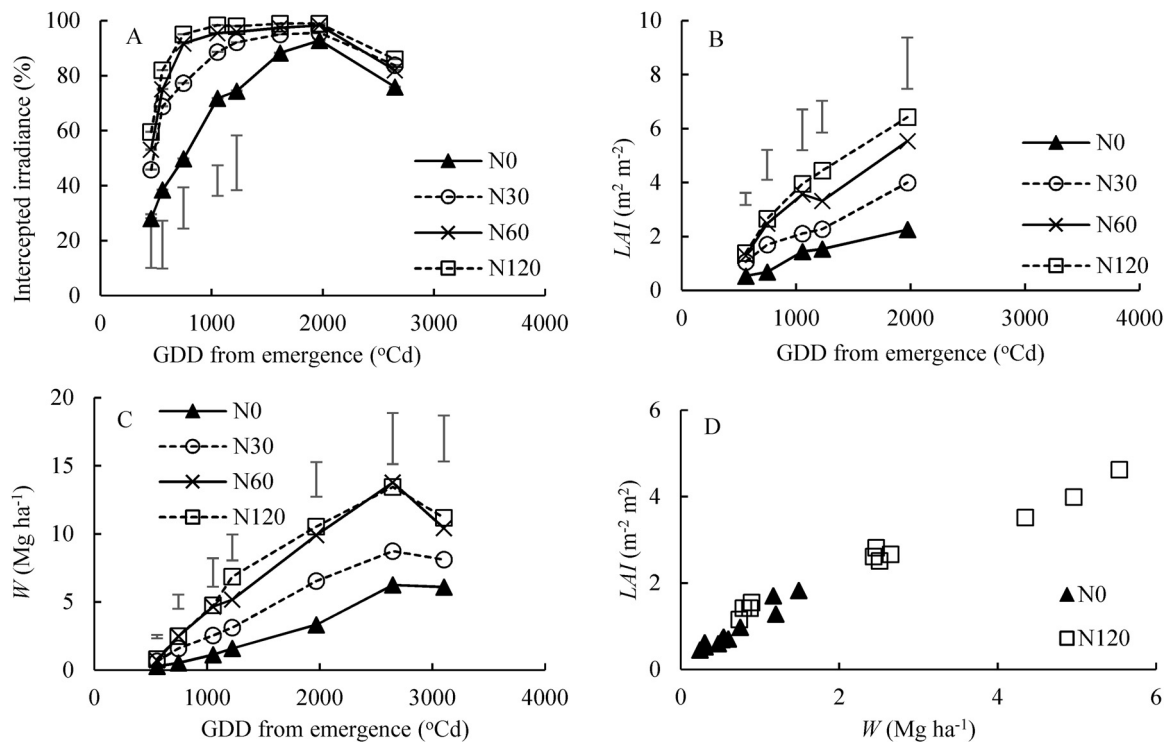 A
100
80
60
40
20
0
Intercepted irradiance (%)
N0
N30
N60
N120
0 1000 2000 3000 4000
GDD from emergence (ºCd)
B
8
6
4
2
0
LAI (m² m⁻²)
N0
N30
N60
N120
0 1000 2000 3000 4000
GDD from emergence (ºCd)
C
20
15
10
5
0
W (Mg ha⁻¹)
N0
N30
N60
N120
0 1000 2000 3000 4000
GDD from emergence (ºCd)
D
6
4
2
0
LAI (m⁻² m²)
N0
N120
0 2 4 6
W (Mg ha⁻¹)